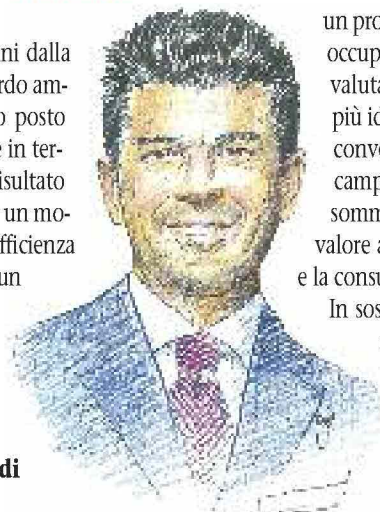 ni dalla
rdo am-
o posto
e in ter-
isultato
un mo-
fficienza
un
di
un pro
occup
valuta
più id
conve
camp
somm
valore a
e la consu
In sos